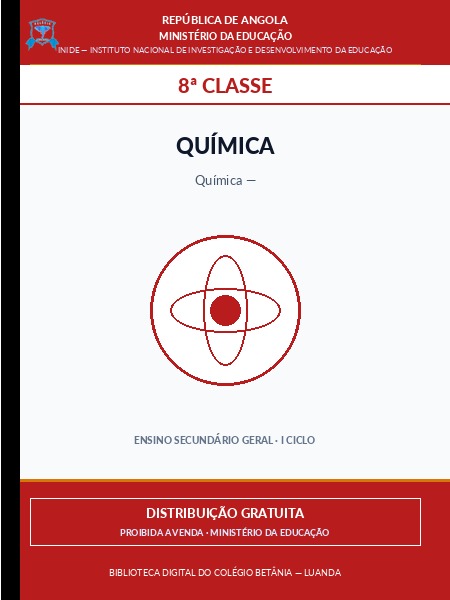 REPÚBLICA DE ANGOLA
MINISTÉRIO DA EDUCAÇÃO
INIDE — INSTITUTO NACIONAL DE INVESTIGAÇÃO E DESENVOLVIMENTO DA EDUCAÇÃO
8ª CLASSE
QUÍMICA
Química —
ENSINO SECUNDÁRIO GERAL · I CICLO
DISTRIBUIÇÃO GRATUITA
PROIBIDA A VENDA · MINISTÉRIO DA EDUCAÇÃO
BIBLIOTECA DIGITAL DO COLÉGIO BETÂNIA — LUANDA